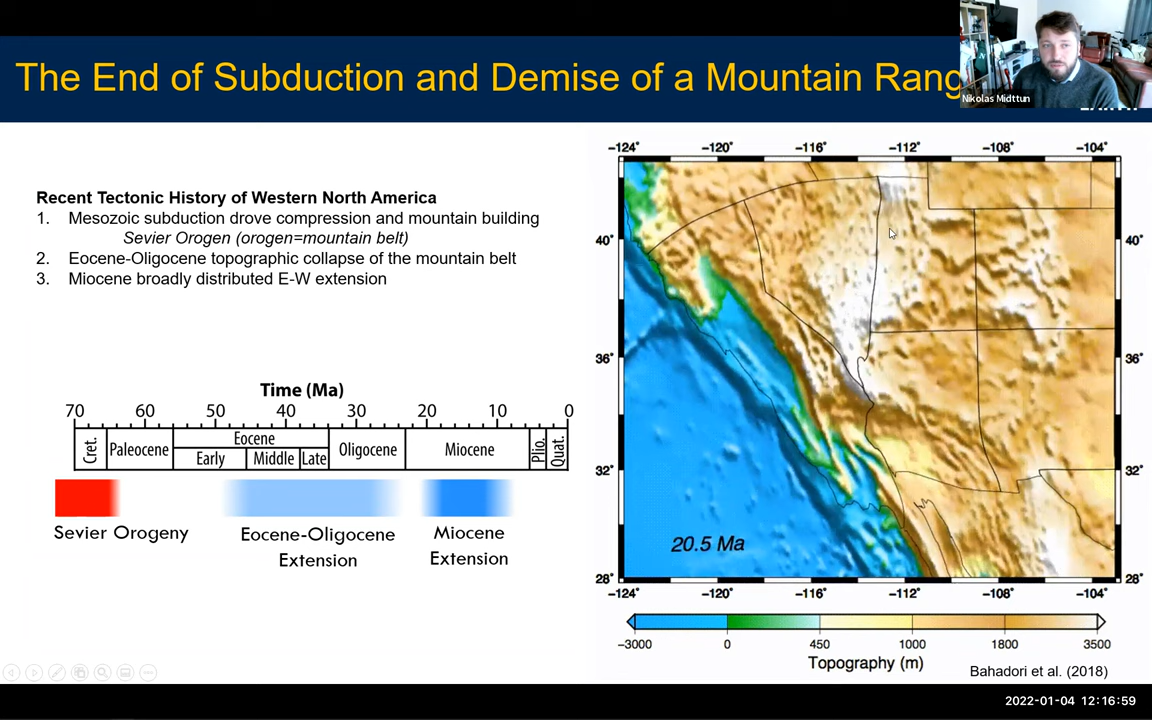 The End of Subduction and Demise of a Mountain Rang
Nikolas Midttun
Recent Tectonic History of Western North America
1. Mesozoic subduction drove compression and mountain building
Sevier Orogen (orogen=mountain belt)
2. Eocene-Oligocene topographic collapse of the mountain belt
3. Miocene broadly distributed E-W extension
Time (Ma)
70 60 50 40 30 20 10 0
Cret. Paleocene Eocene Oligocene Miocene Plio. Quat.
Early Middle Late
Sevier Orogeny
Eocene-Oligocene
Extension
Miocene
Extension
−124° −120° −116° −112° −108° −104°
40° 40°
36° 36°
32° 32°
20.5 Ma
28° 28°
−124° −120° −116° −112° −108° −104°
−3000 0 450 1000 1800 3500
Topography (m)
Bahadori et al. (2018)
2022-01-04 12:16:59